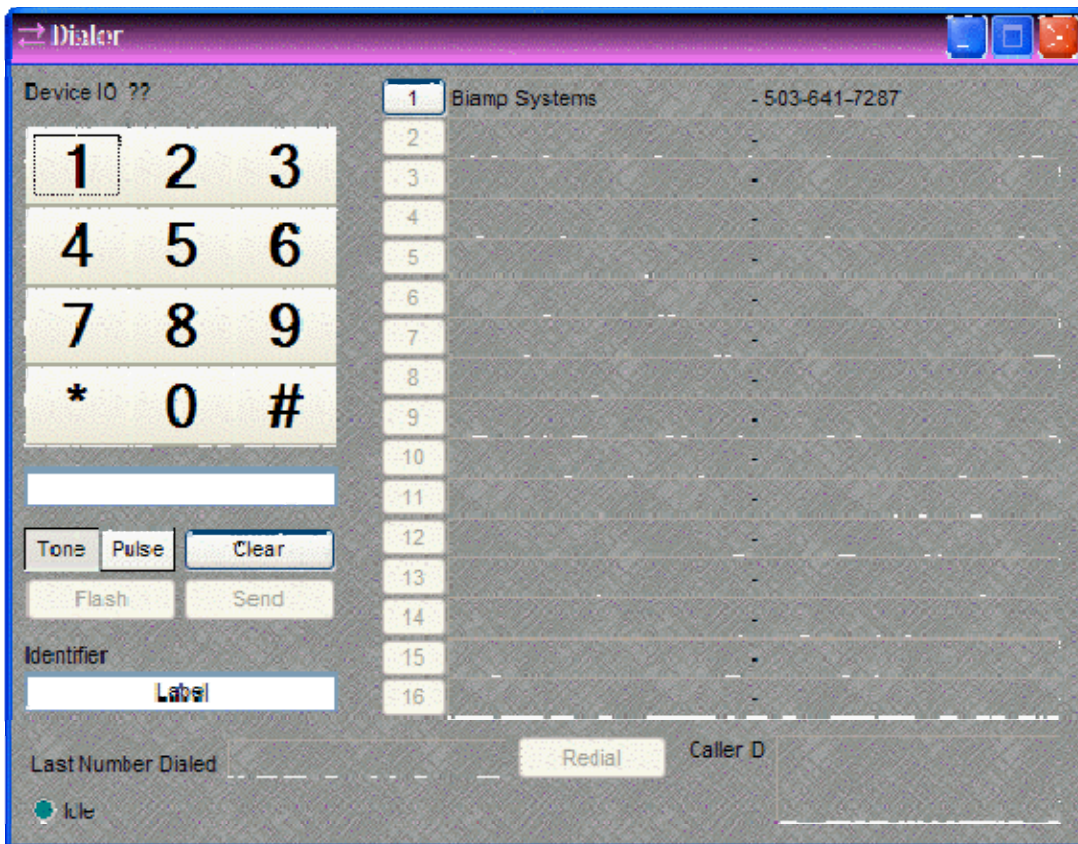 Dialer
Device IO ??
1 2 3
4 5 6
7 8 9
* 0 #
Tone Pulse Clear
Flash Send
Identifier
Label
1 Biamp Systems - 503-641-7287
2 -
3 -
4 -
5 -
6 -
7 -
8 -
9 -
10 -
11 -
12 -
13 -
14 -
15 -
16 -
Last Number Dialed Redial Caller D
Idle